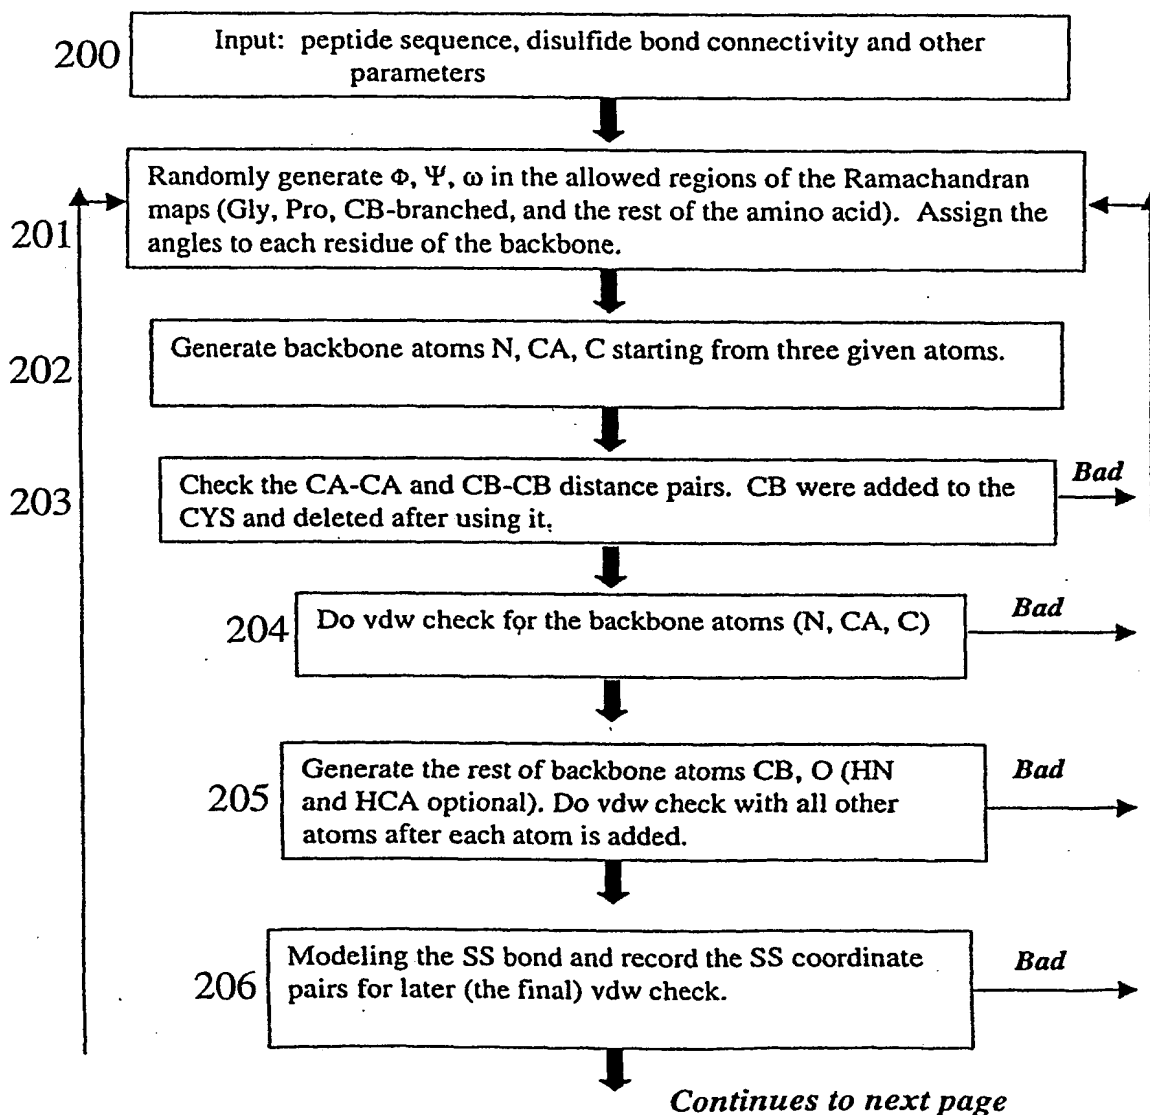 200
Input: peptide sequence, disulfide bond connectivity and other
parameters
201
Randomly generate Φ, Ψ, ω in the allowed regions of the Ramachandran
maps (Gly, Pro, CB-branched, and the rest of the amino acid). Assign the
angles to each residue of the backbone.
202
Generate backbone atoms N, CA, C starting from three given atoms.
203
Check the CA-CA and CB-CB distance pairs. CB were added to the
CYS and deleted after using it.
Bad
204
Do vdw check for the backbone atoms (N, CA, C)
Bad
205
Generate the rest of backbone atoms CB, O (HN
and HCA optional). Do vdw check with all other
atoms after each atom is added.
Bad
206
Modeling the SS bond and record the SS coordinate
pairs for later (the final) vdw check.
Bad
Continues to next page